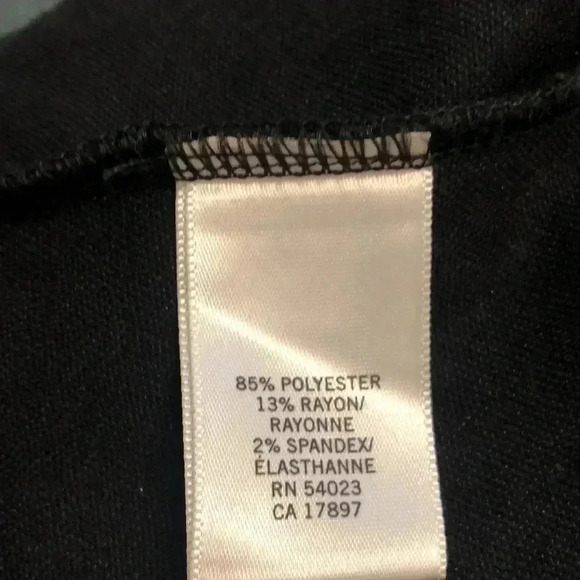 85% POLYESTER
13% RAYON/
RAYONNE
2% SPANDEX/
ÉLASTHANNE
RN 54023
CA 17897